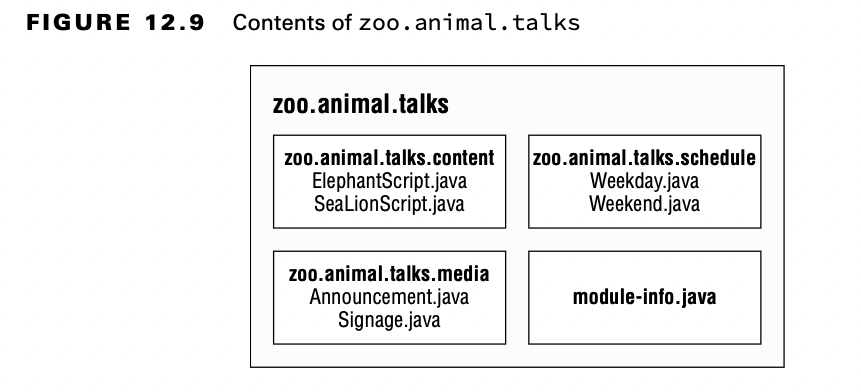 FIGURE 12.9 Contents of zoo.animal.talks
zoo.animal.talks
zoo.animal.talks.content
ElephantScript.java
SeaLionScript.java
zoo.animal.talks.schedule
Weekday.java
Weekend.java
zoo.animal.talks.media
Announcement.java
Signage.java
module-info.java